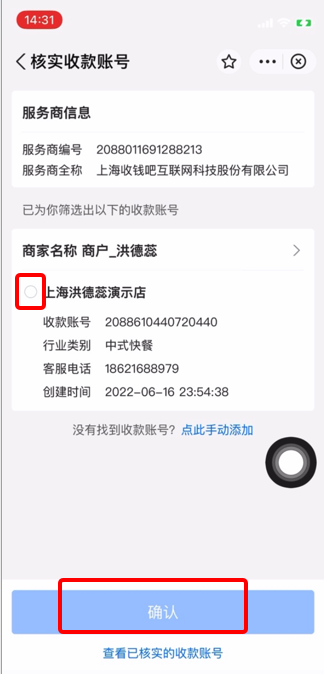 14:31
核实收款账号
服务商信息
服务商编号 2088011691288213
服务商全称 上海收钱吧互联网科技股份有限公司
已为你筛选出以下的收款账号
商家名称 商户_洪德蕊
上海洪德蕊演示店
收款账号 2088610440720440
行业类别 中式快餐
客服电话 18621688979
创建时间 2022-06-16 23:54:38
没有找到收款账号？点此手动添加
确认
查看已核实的收款账号